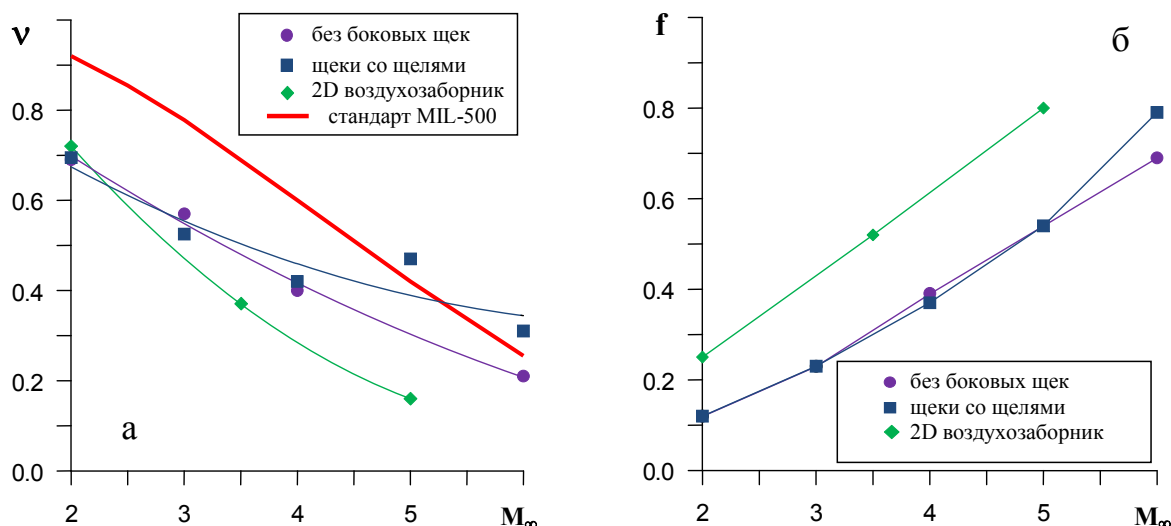 ν
без боковых щек
щеки со щелями
2D воздухозаборник
стандарт MIL-500
0.8
0.6
0.4
0.2
0.0
а
2 3 4 5 M∞
f
б
0.8
0.6
0.4
0.2
0.0
без боковых щек
щеки со щелями
2D воздухозаборник
2 3 4 5 M∞